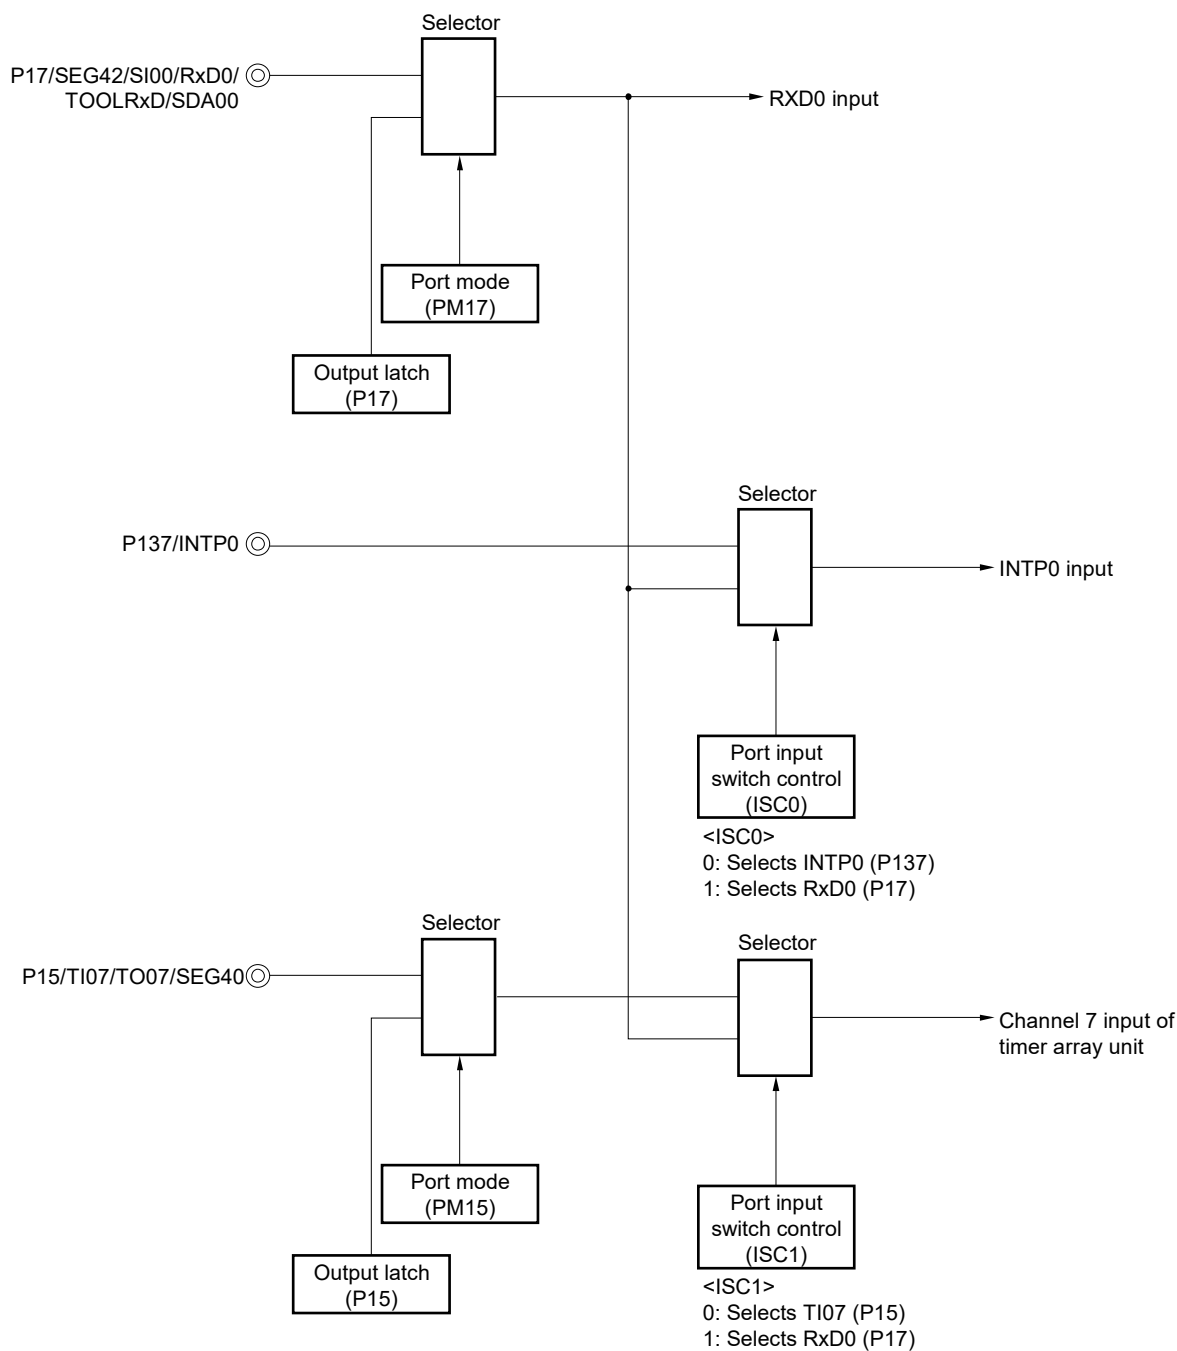 Selector
P17/SEG42/SI00/RxD0/
TOOLRxD/SDA00
RXD0 input
Port mode
(PM17)
Output latch
(P17)
Selector
P137/INTP0
INTP0 input
Port input
switch control
(ISC0)
<ISC0>
0: Selects INTP0 (P137)
1: Selects RxD0 (P17)
Selector
Selector
P15/TI07/TO07/SEG40
Channel 7 input of
timer array unit
Port mode
(PM15)
Port input
switch control
(ISC1)
Output latch
(P15)
<ISC1>
0: Selects TI07 (P15)
1: Selects RxD0 (P17)